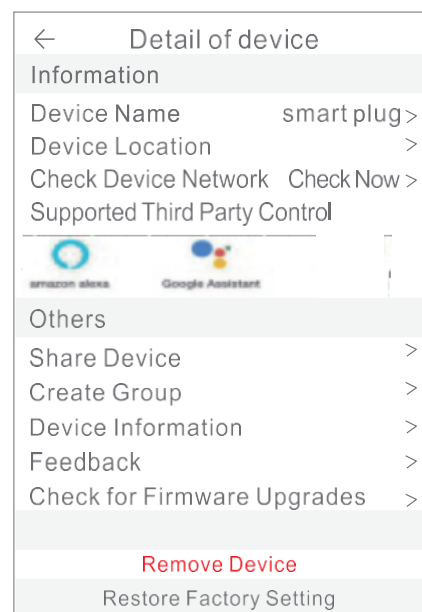 ← Detail of device
Information
Device Name smart plug >
Device Location >
Check Device Network Check Now >
Supported Third Party Control
amazon alexa Google Assistant
Others
Share Device >
Create Group >
Device Information >
Feedback >
Check for Firmware Upgrades >
Remove Device
Restore Factory Setting